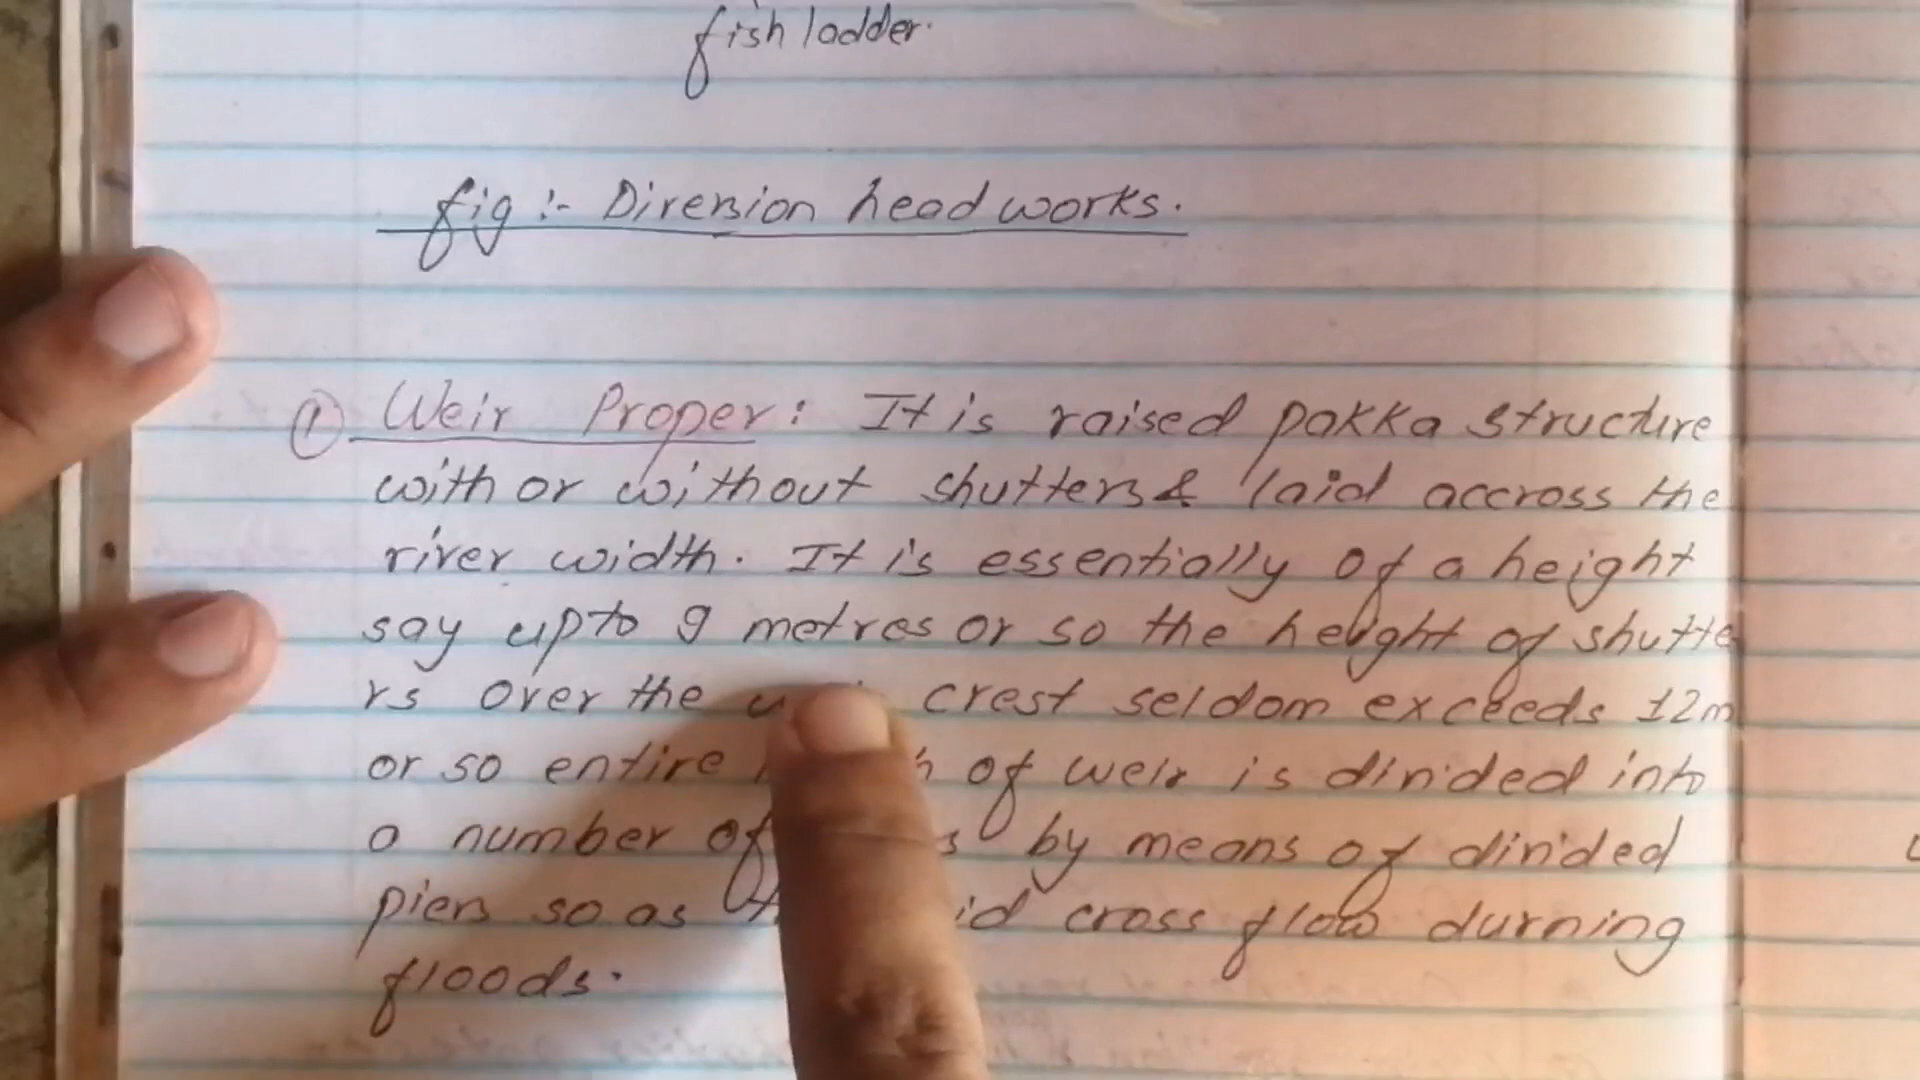 fish ladder.
fig :- Diversion head works.
① Weir Proper : It is raised pakka structure
with or without shutters & laid accross the
river width. It is essentially of a height
say upto 9 metres or so the height of shutte
rs over the crest seldom exceeds 12m
or so entire of weir is divided into
a number of by means of divided
piers so as cross flow durning
floods.